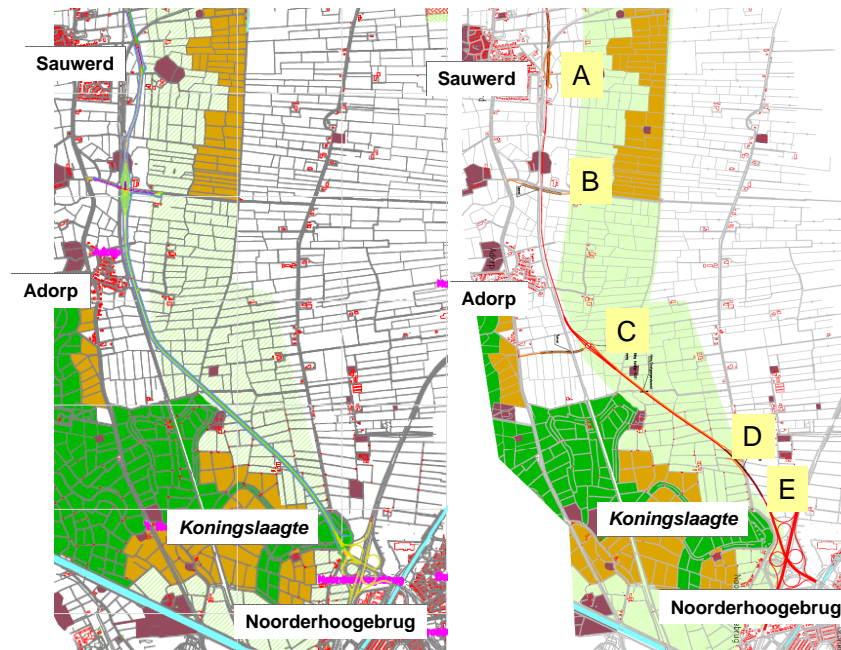 Sauwerd
Adorp
Koningslaagte
Noorderhoogebrug
Sauwerd
A
B
Adorp
C
D
E
Koningslaagte
Noorderhoogebrug